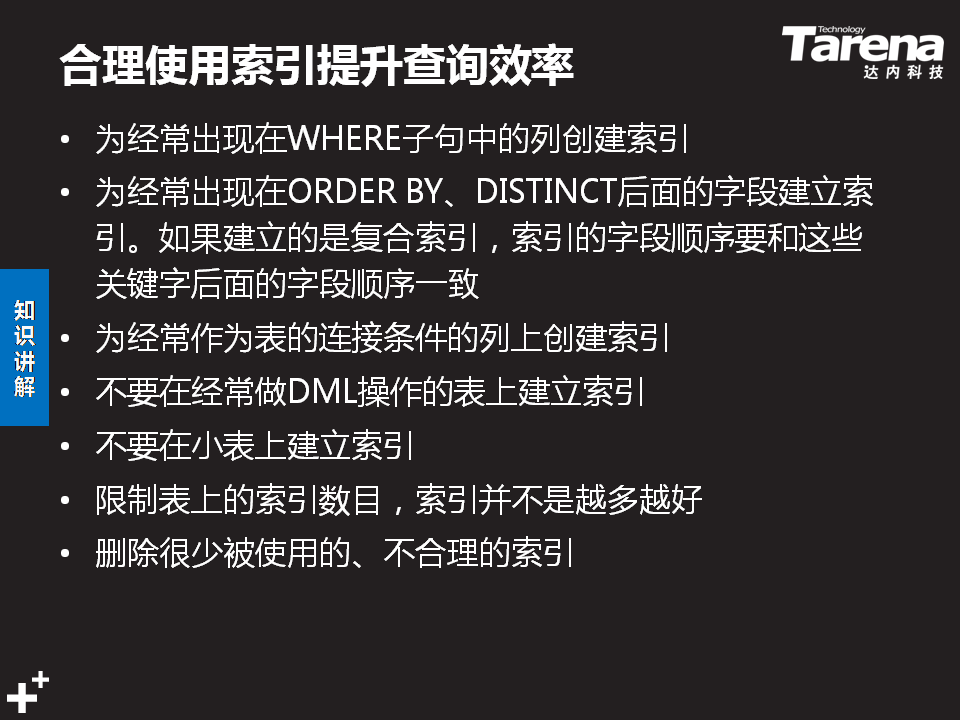 合理使用索引提升查询效率
Technology
Tarena
达内科技
• 为经常出现在WHERE子句中的列创建索引
• 为经常出现在ORDER BY、DISTINCT后面的字段建立索
引。如果建立的是复合索引，索引的字段顺序要和这些
关键字后面的字段顺序一致
• 为经常作为表的连接条件的列上创建索引
• 不要在经常做DML操作的表上建立索引
• 不要在小表上建立索引
• 限制表上的索引数目，索引并不是越多越好
• 删除很少被使用的、不合理的索引
知
识
讲
解